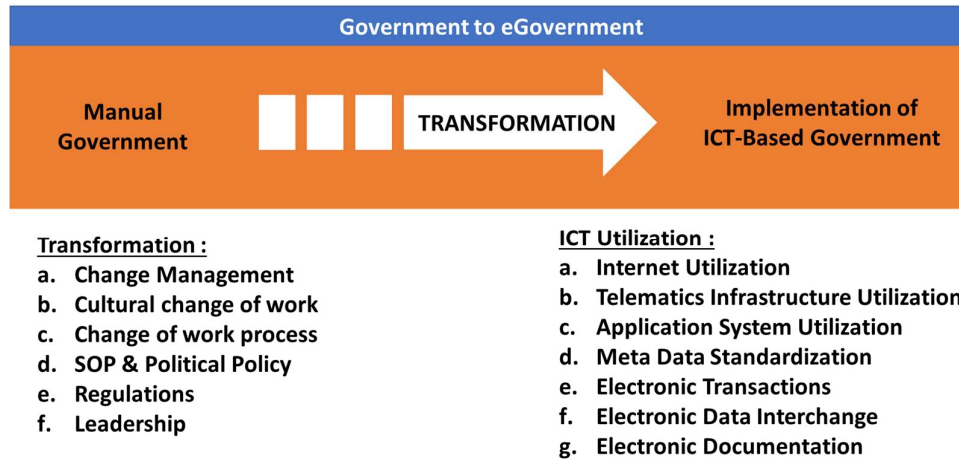 Government to eGovernment
Manual
Government
TRANSFORMATION
Implementation of
ICT-Based Government
Transformation :
a. Change Management
b. Cultural change of work
c. Change of work process
d. SOP & Political Policy
e. Regulations
f. Leadership
ICT Utilization :
a. Internet Utilization
b. Telematics Infrastructure Utilization
c. Application System Utilization
d. Meta Data Standardization
e. Electronic Transactions
f. Electronic Data Interchange
g. Electronic Documentation